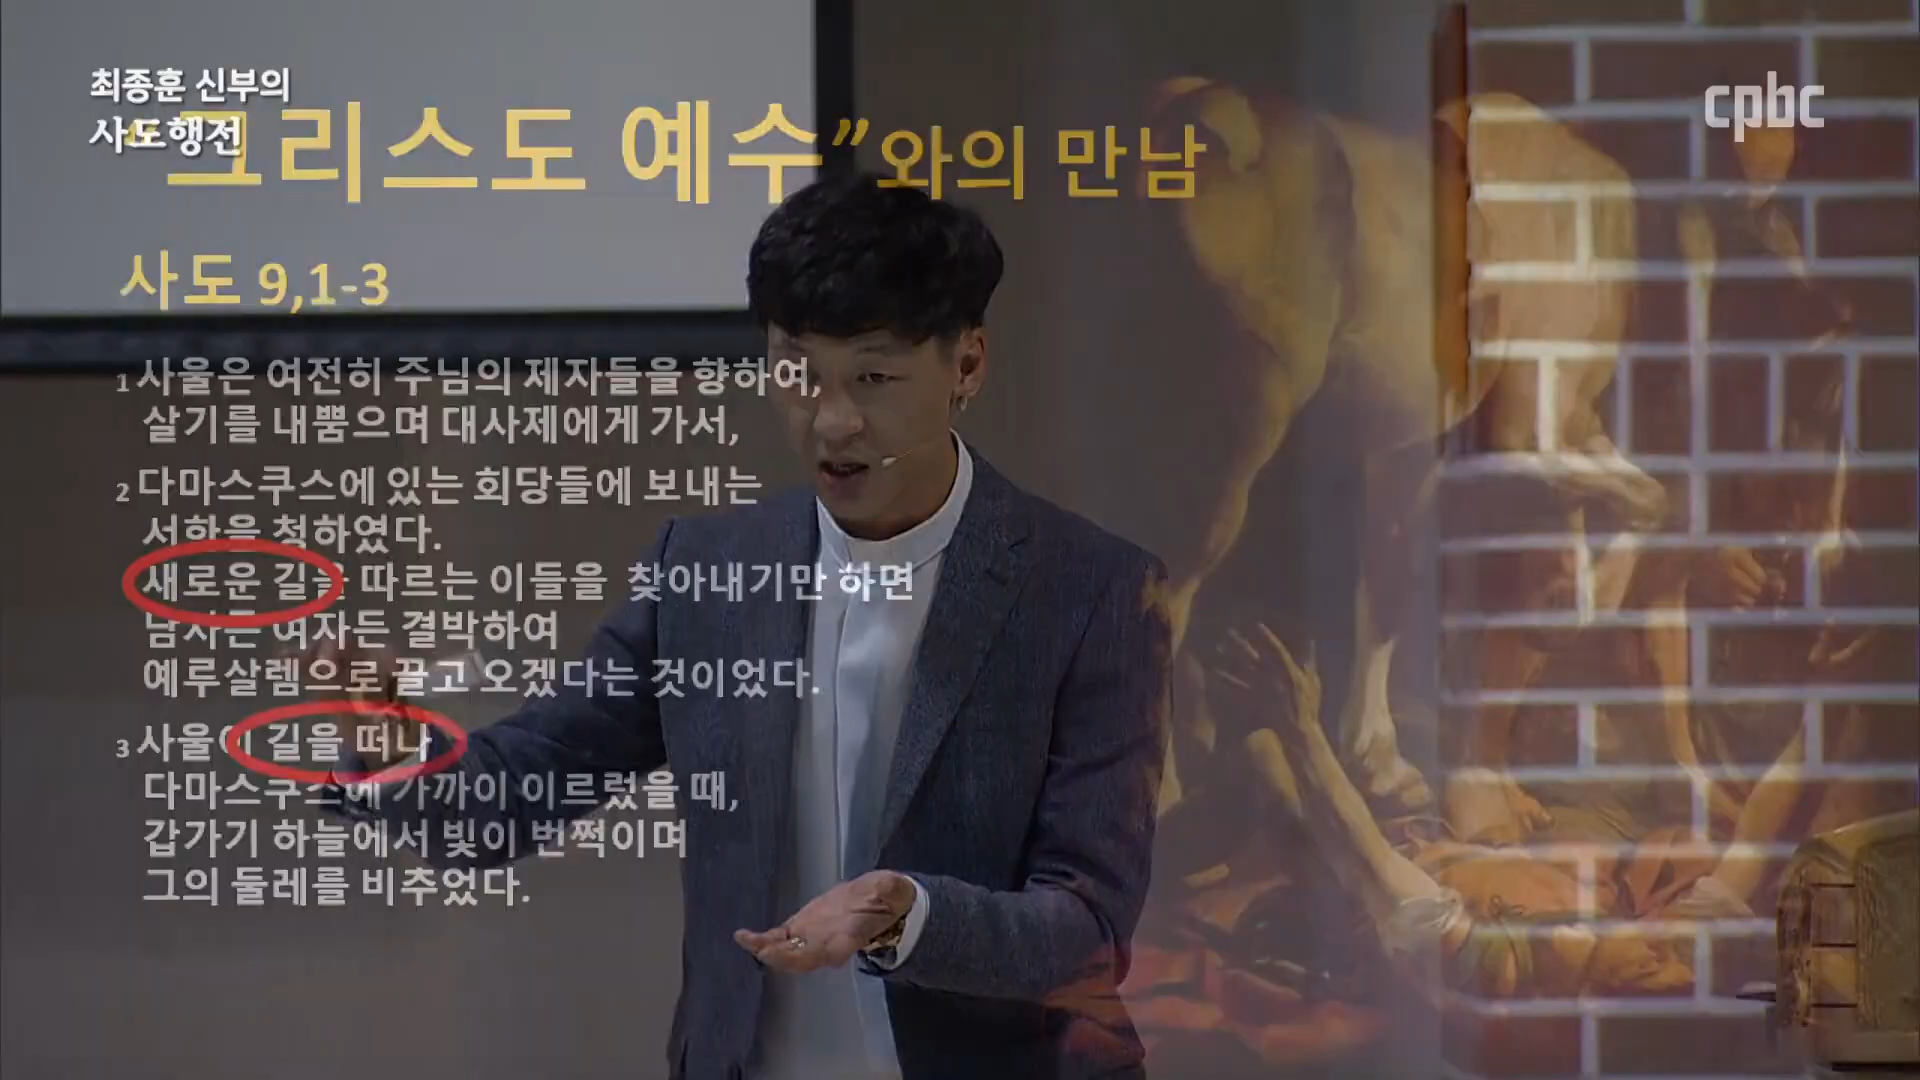 최종훈 신부의
사도행전
cpbc
“그리스도 예수”와의 만남
사도 9,1-3
1 사울은 여전히 주님의 제자들을 향하여,
살기를 내뿜으며 대사제에게 가서,
2 다마스쿠스에 있는 회당들에 보내는
서한을 청하였다.
새로운 길을 따르는 이들을 찾아내기만 하면
남자든 여자든 결박하여
예루살렘으로 끌고 오겠다는 것이었다.
3 사울이 길을 떠나
다마스쿠스에 가까이 이르렀을 때,
갑자기 하늘에서 빛이 번쩍이며
그의 둘레를 비추었다.